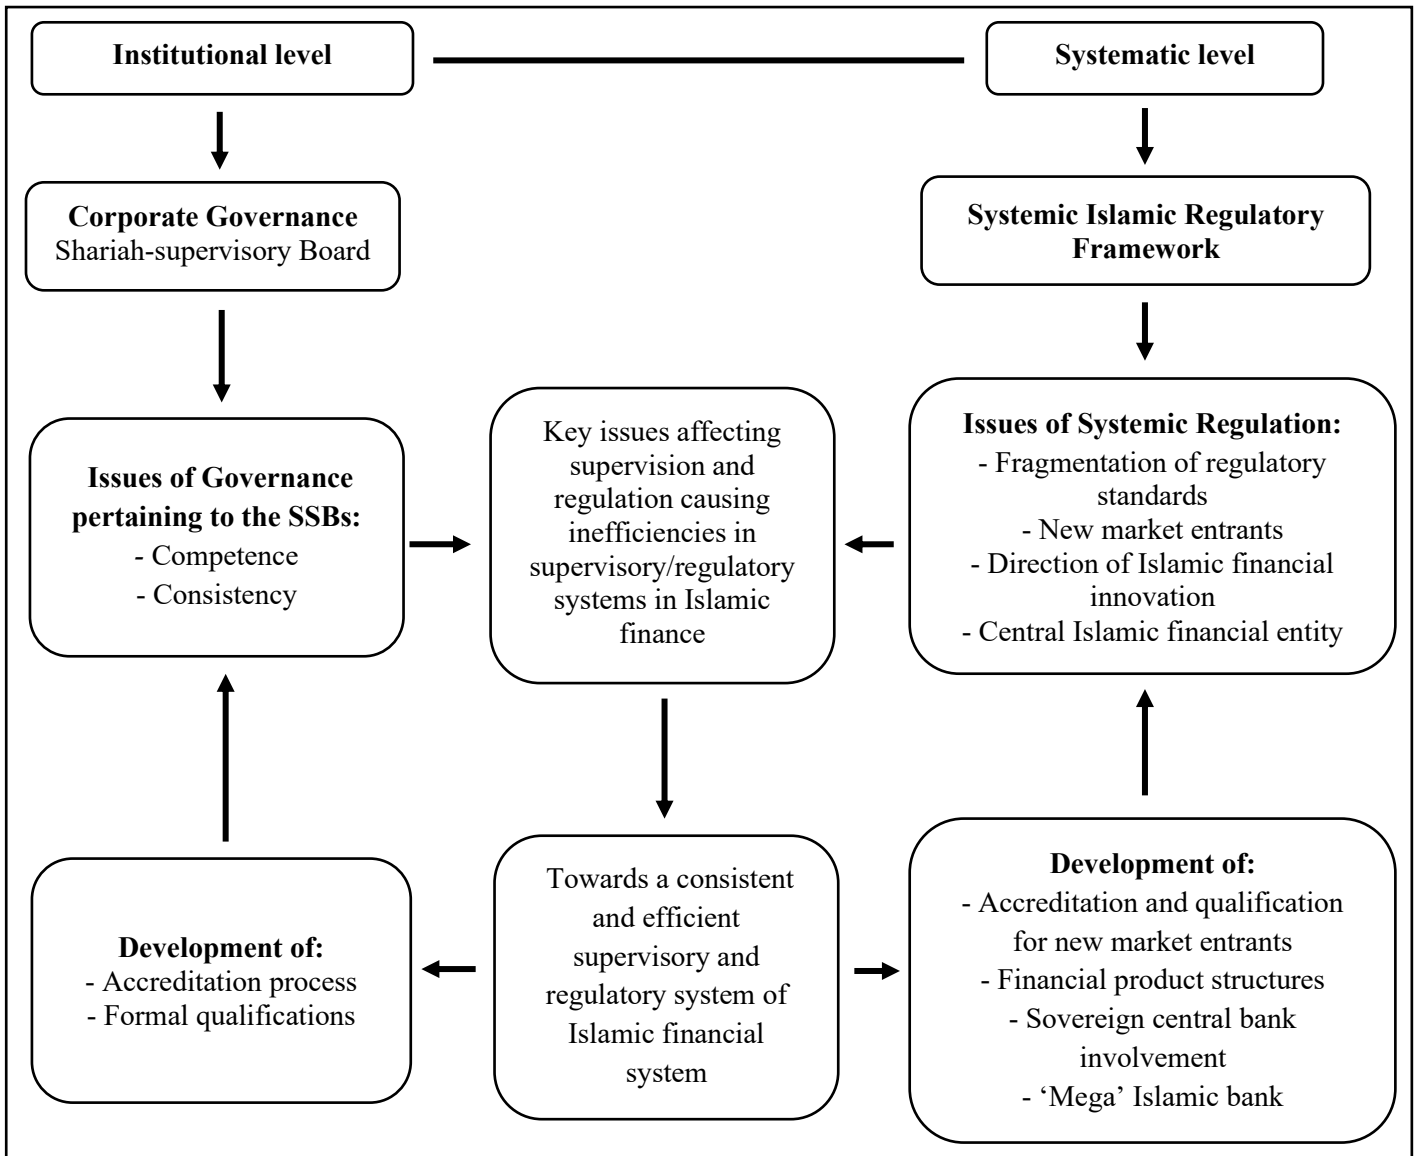 Institutional level
Systematic level
Corporate Governance
Shariah-supervisory Board
Systemic Islamic Regulatory
Framework
Issues of Governance
pertaining to the SSBs:
- Competence
- Consistency
Key issues affecting
supervision and
regulation causing
inefficiencies in
supervisory/regulatory
systems in Islamic
finance
Issues of Systemic Regulation:
- Fragmentation of regulatory
standards
- New market entrants
- Direction of Islamic financial
innovation
- Central Islamic financial entity
Development of:
- Accreditation process
- Formal qualifications
Towards a consistent
and efficient
supervisory and
regulatory system of
Islamic financial
system
Development of:
- Accreditation and qualification
for new market entrants
- Financial product structures
- Sovereign central bank
involvement
- ‘Mega’ Islamic bank